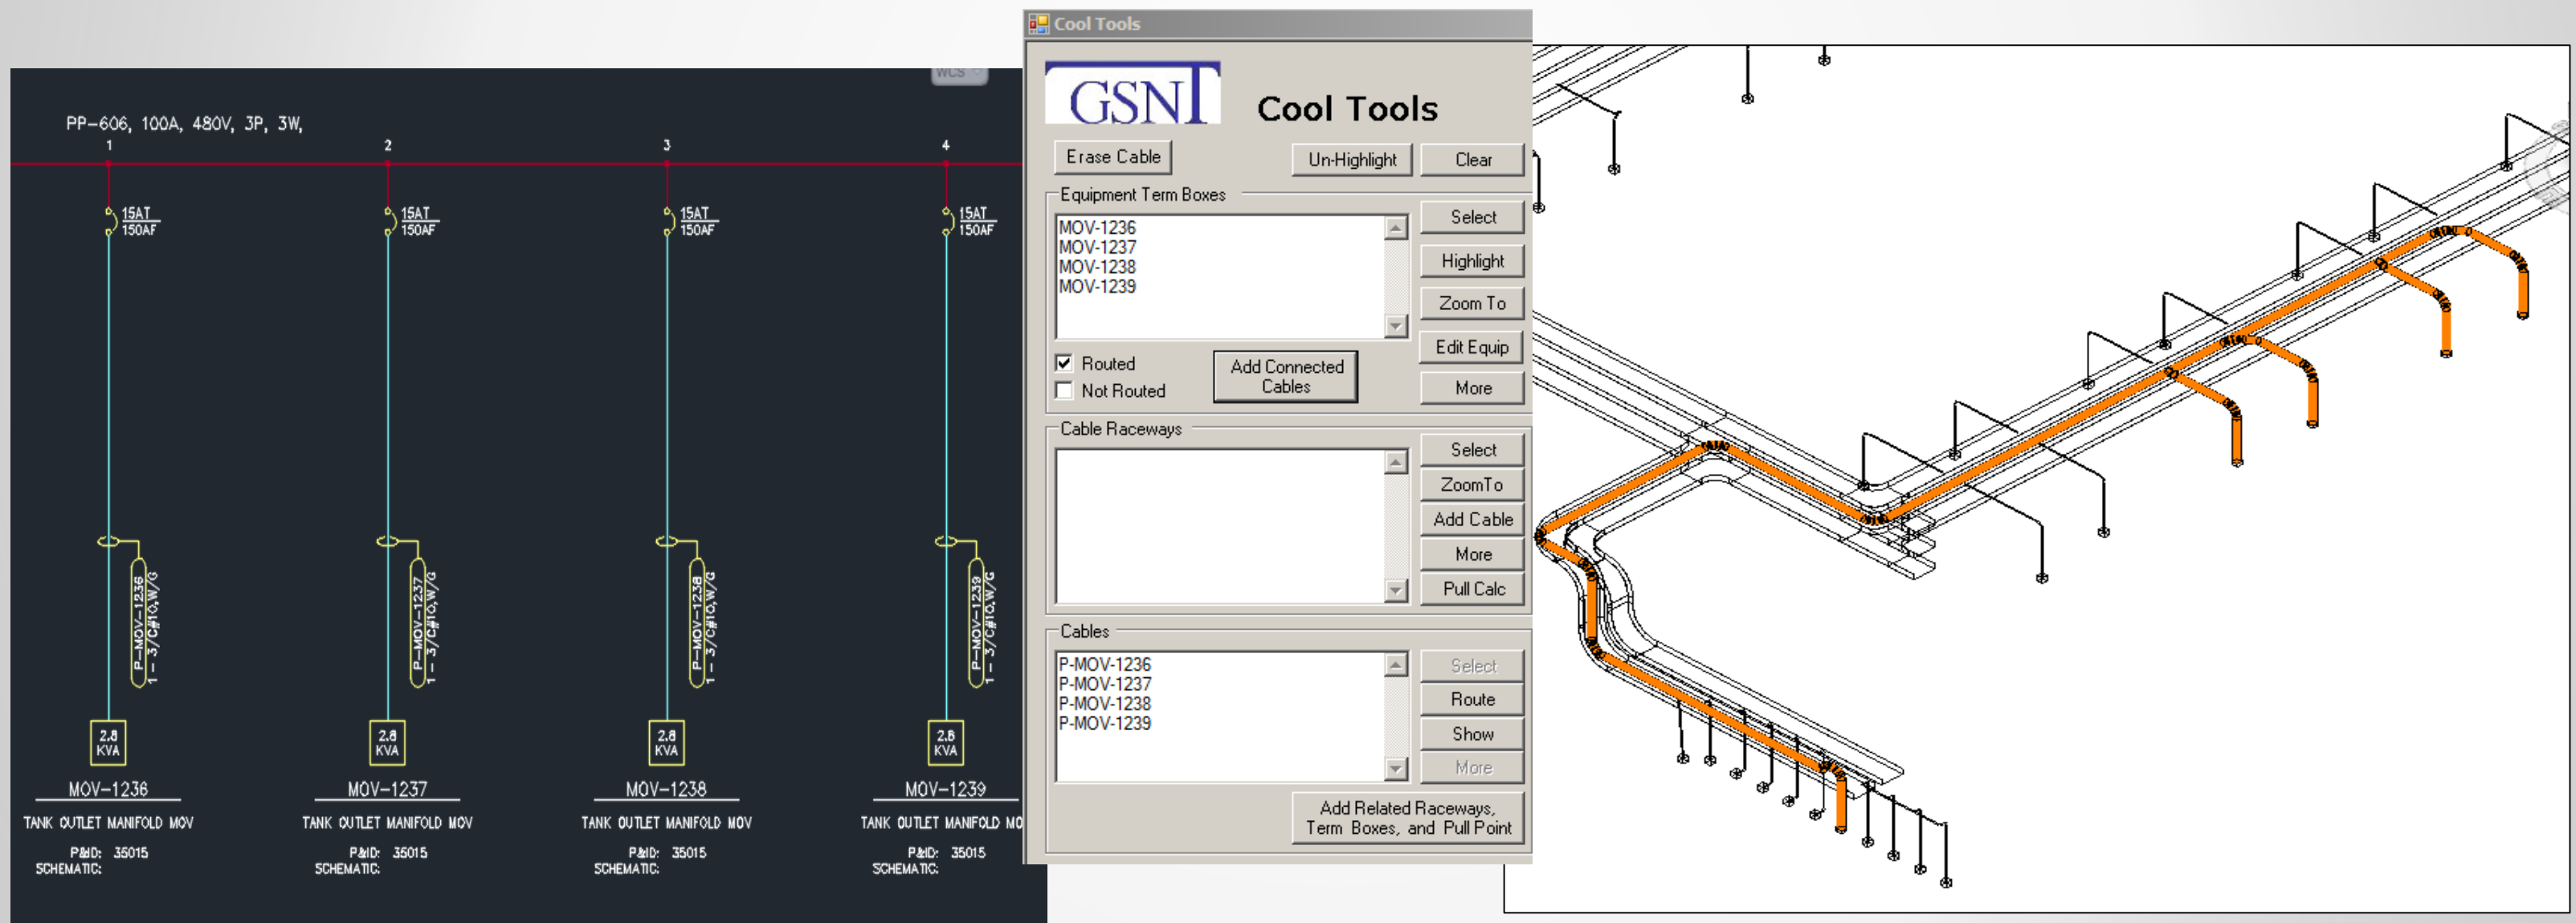 WCS
PP-606, 100A, 480V, 3P, 3W,
1
2
3
4
15AT
150AF
15AT
150AF
15AT
150AF
15AT
150AF
P-MOV-1236
1- 3/C#10,W/G
P-MOV-1237
1- 3/C#10,W/G
P-MOV-1238
1- 3/C#10,W/G
P-MOV-1239
1- 3/C#10,W/G
2.8
KVA
2.8
KVA
2.8
KVA
2.8
KVA
MOV-1236
MOV-1237
MOV-1238
MOV-1239
TANK OUTLET MANIFOLD MOV
TANK OUTLET MANIFOLD MOV
TANK OUTLET MANIFOLD MOV
TANK OUTLET MANIFOLD MO
P&ID: 35015
SCHEMATIC:
P&ID: 35015
SCHEMATIC:
P&ID: 35015
SCHEMATIC:
P&ID: 35015
SCHEMATIC:
Cool Tools
GSNT
Cool Tools
Erase Cable
Un-Highlight
Clear
Equipment Term Boxes
MOV-1236
MOV-1237
MOV-1238
MOV-1239
Select
Highlight
Zoom To
Edit Equip
More
Routed
Not Routed
Add Connected
Cables
Cable Raceways
Select
ZoomTo
Add Cable
More
Pull Calc
Cables
P-MOV-1236
P-MOV-1237
P-MOV-1238
P-MOV-1239
Select
Route
Show
More
Add Related Raceways,
Term Boxes, and Pull Point